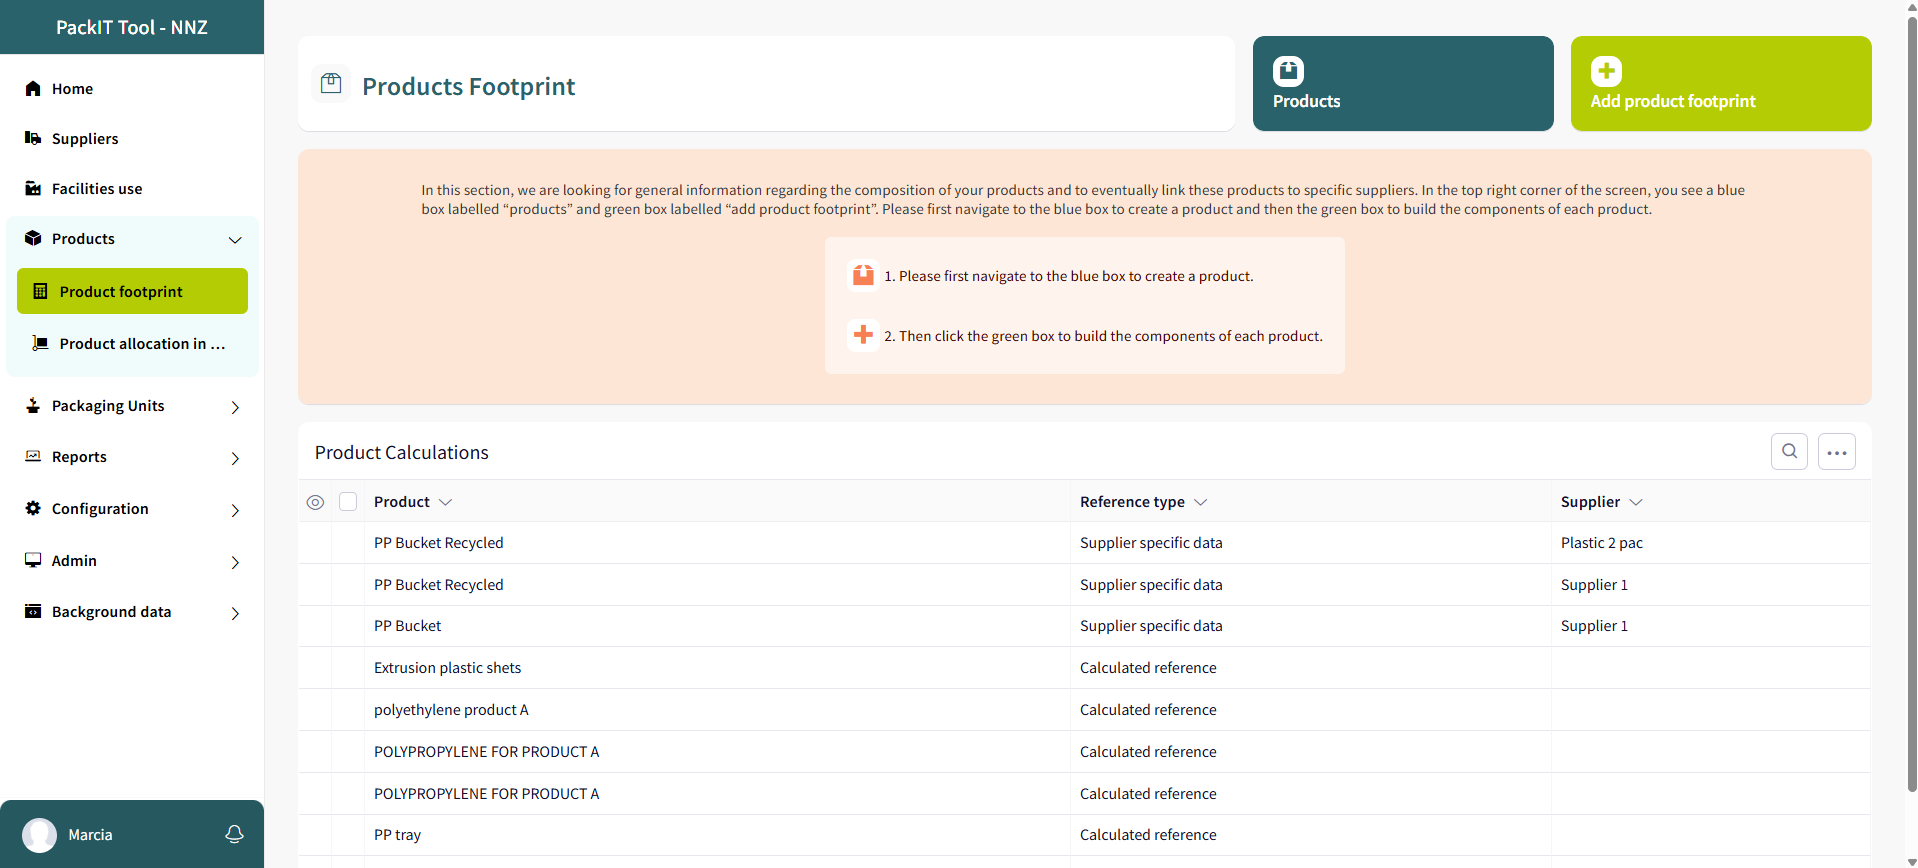 PackIT Tool - NNZ
Home
Suppliers
Facilities use
Products
Product footprint
Product allocation in ...
Packaging Units
Reports
Configuration
Admin
Background data
Marcia
Products Footprint
Products
Add product footprint
In this section, we are looking for general information regarding the composition of your products and to eventually link these products to specific suppliers. In the top right corner of the screen, you see a blue
box labelled “products” and green box labelled “add product footprint”. Please first navigate to the blue box to create a product and then the green box to build the components of each product.
1. Please first navigate to the blue box to create a product.
2. Then click the green box to build the components of each product.
Product Calculations
Product Reference type Supplier
PP Bucket Recycled Supplier specific data Plastic 2 pac
PP Bucket Recycled Supplier specific data Supplier 1
PP Bucket Supplier specific data Supplier 1
Extrusion plastic shets Calculated reference
polyethylene product A Calculated reference
POLYPROPYLENE FOR PRODUCT A Calculated reference
POLYPROPYLENE FOR PRODUCT A Calculated reference
PP tray Calculated reference